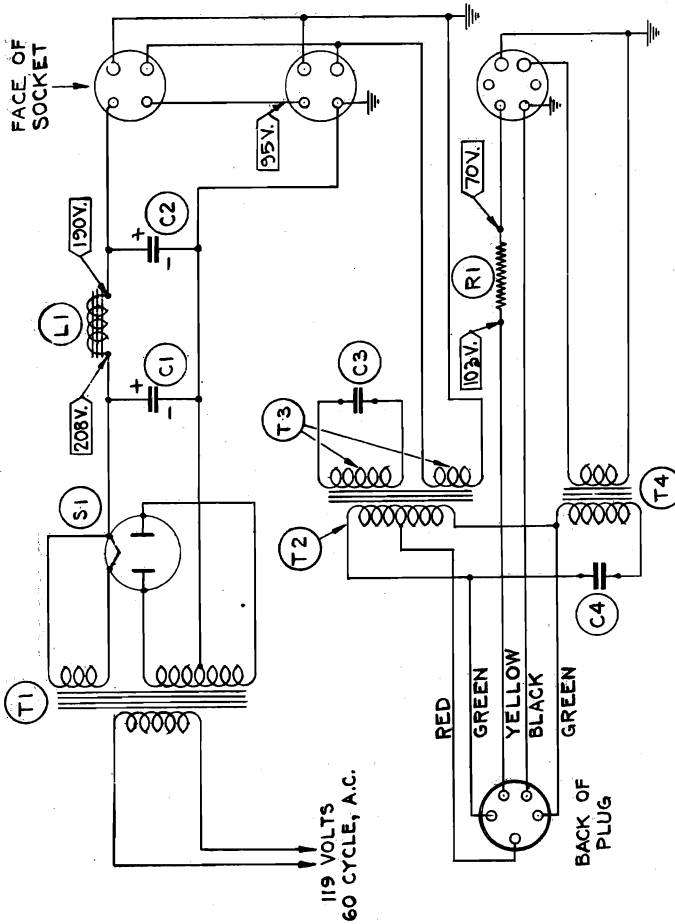 FACE OF
SOCKET
190V.
L1
208V.
C2
C1
S1
T1
95V.
119 VOLTS
60 CYCLE, A.C.
70V.
R1
103V.
C3
T3
T2
T4
C4
RED
GREEN
YELLOW
BLACK
GREEN
BACK OF
PLUG
+
-
+
-